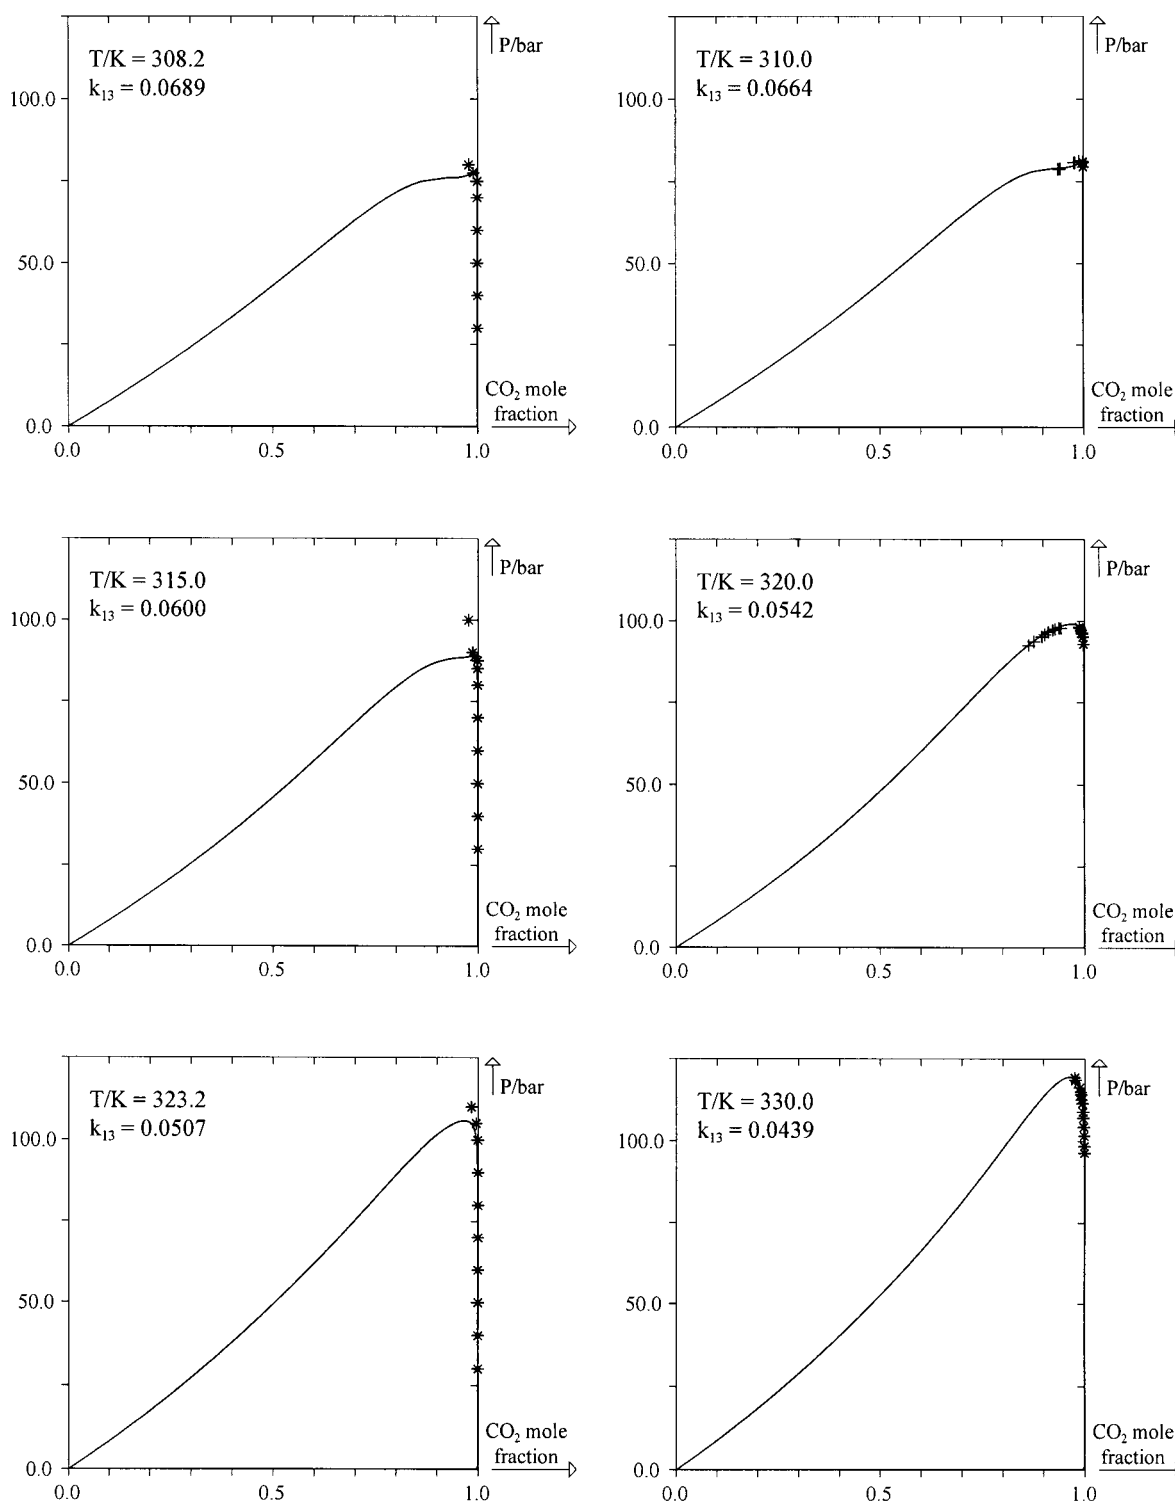 P/bar
T/K = 308.2
k13 = 0.0689
100.0
50.0
0.0
CO2 mole
fraction
0.0
0.5
1.0
P/bar
T/K = 310.0
k13 = 0.0664
100.0
50.0
0.0
CO2 mole
fraction
0.0
0.5
1.0
P/bar
T/K = 315.0
k13 = 0.0600
100.0
50.0
0.0
CO2 mole
fraction
0.0
0.5
1.0
P/bar
T/K = 320.0
k13 = 0.0542
100.0
50.0
0.0
CO2 mole
fraction
0.0
0.5
1.0
P/bar
T/K = 323.2
k13 = 0.0507
100.0
50.0
0.0
CO2 mole
fraction
0.0
0.5
1.0
P/bar
T/K = 330.0
k13 = 0.0439
100.0
50.0
0.0
CO2 mole
fraction
0.0
0.5
1.0